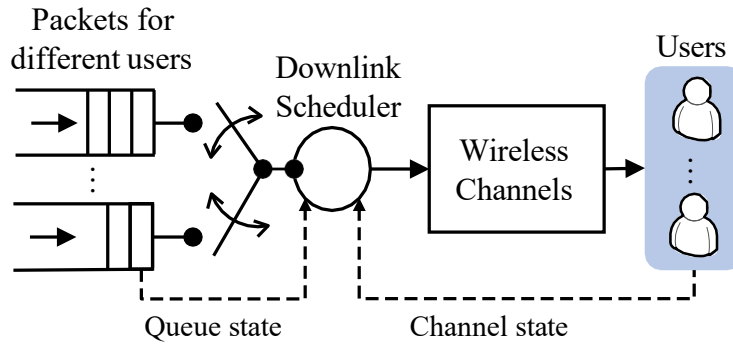 Packets for
different users
Downlink
Scheduler
Users
Wireless
Channels
Queue state
Channel state